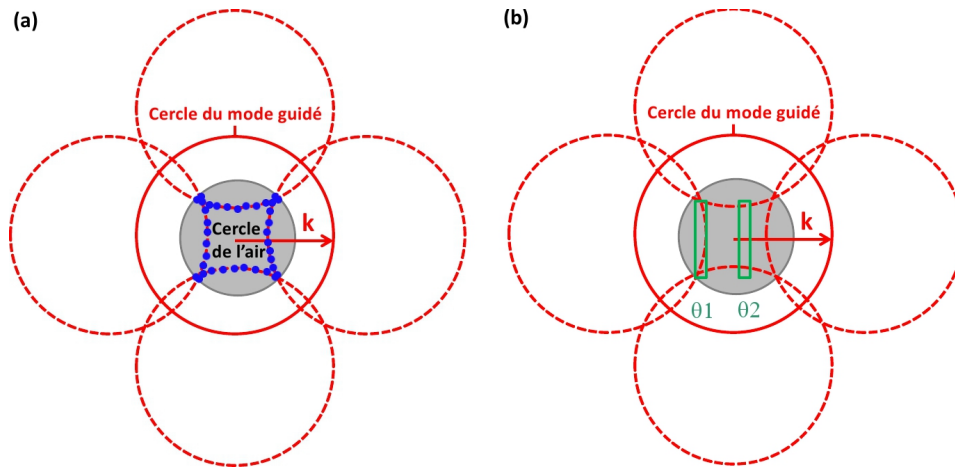 (a)
Cercle du mode guidé
Cercle
de l'air
k
(b)
Cercle du mode guidé
k
θ1
θ2